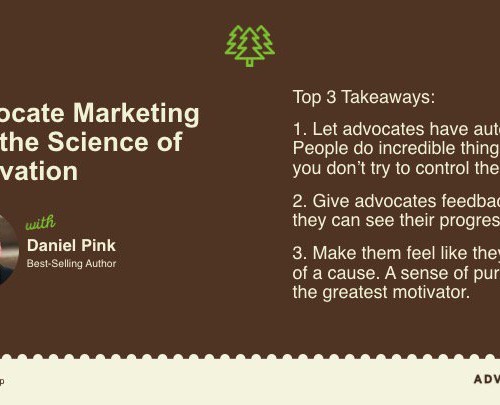 ocate Marketing
the Science of
vation
with
Daniel Pink
Best-Selling Author
Top 3 Takeaways:
1. Let advocates have aut
People do incredible thing
you don't try to control the
2. Give advocates feedbac
they can see their progres
3. Make them feel like they
of a cause. A sense of pur
the greatest motivator.
p
ADV